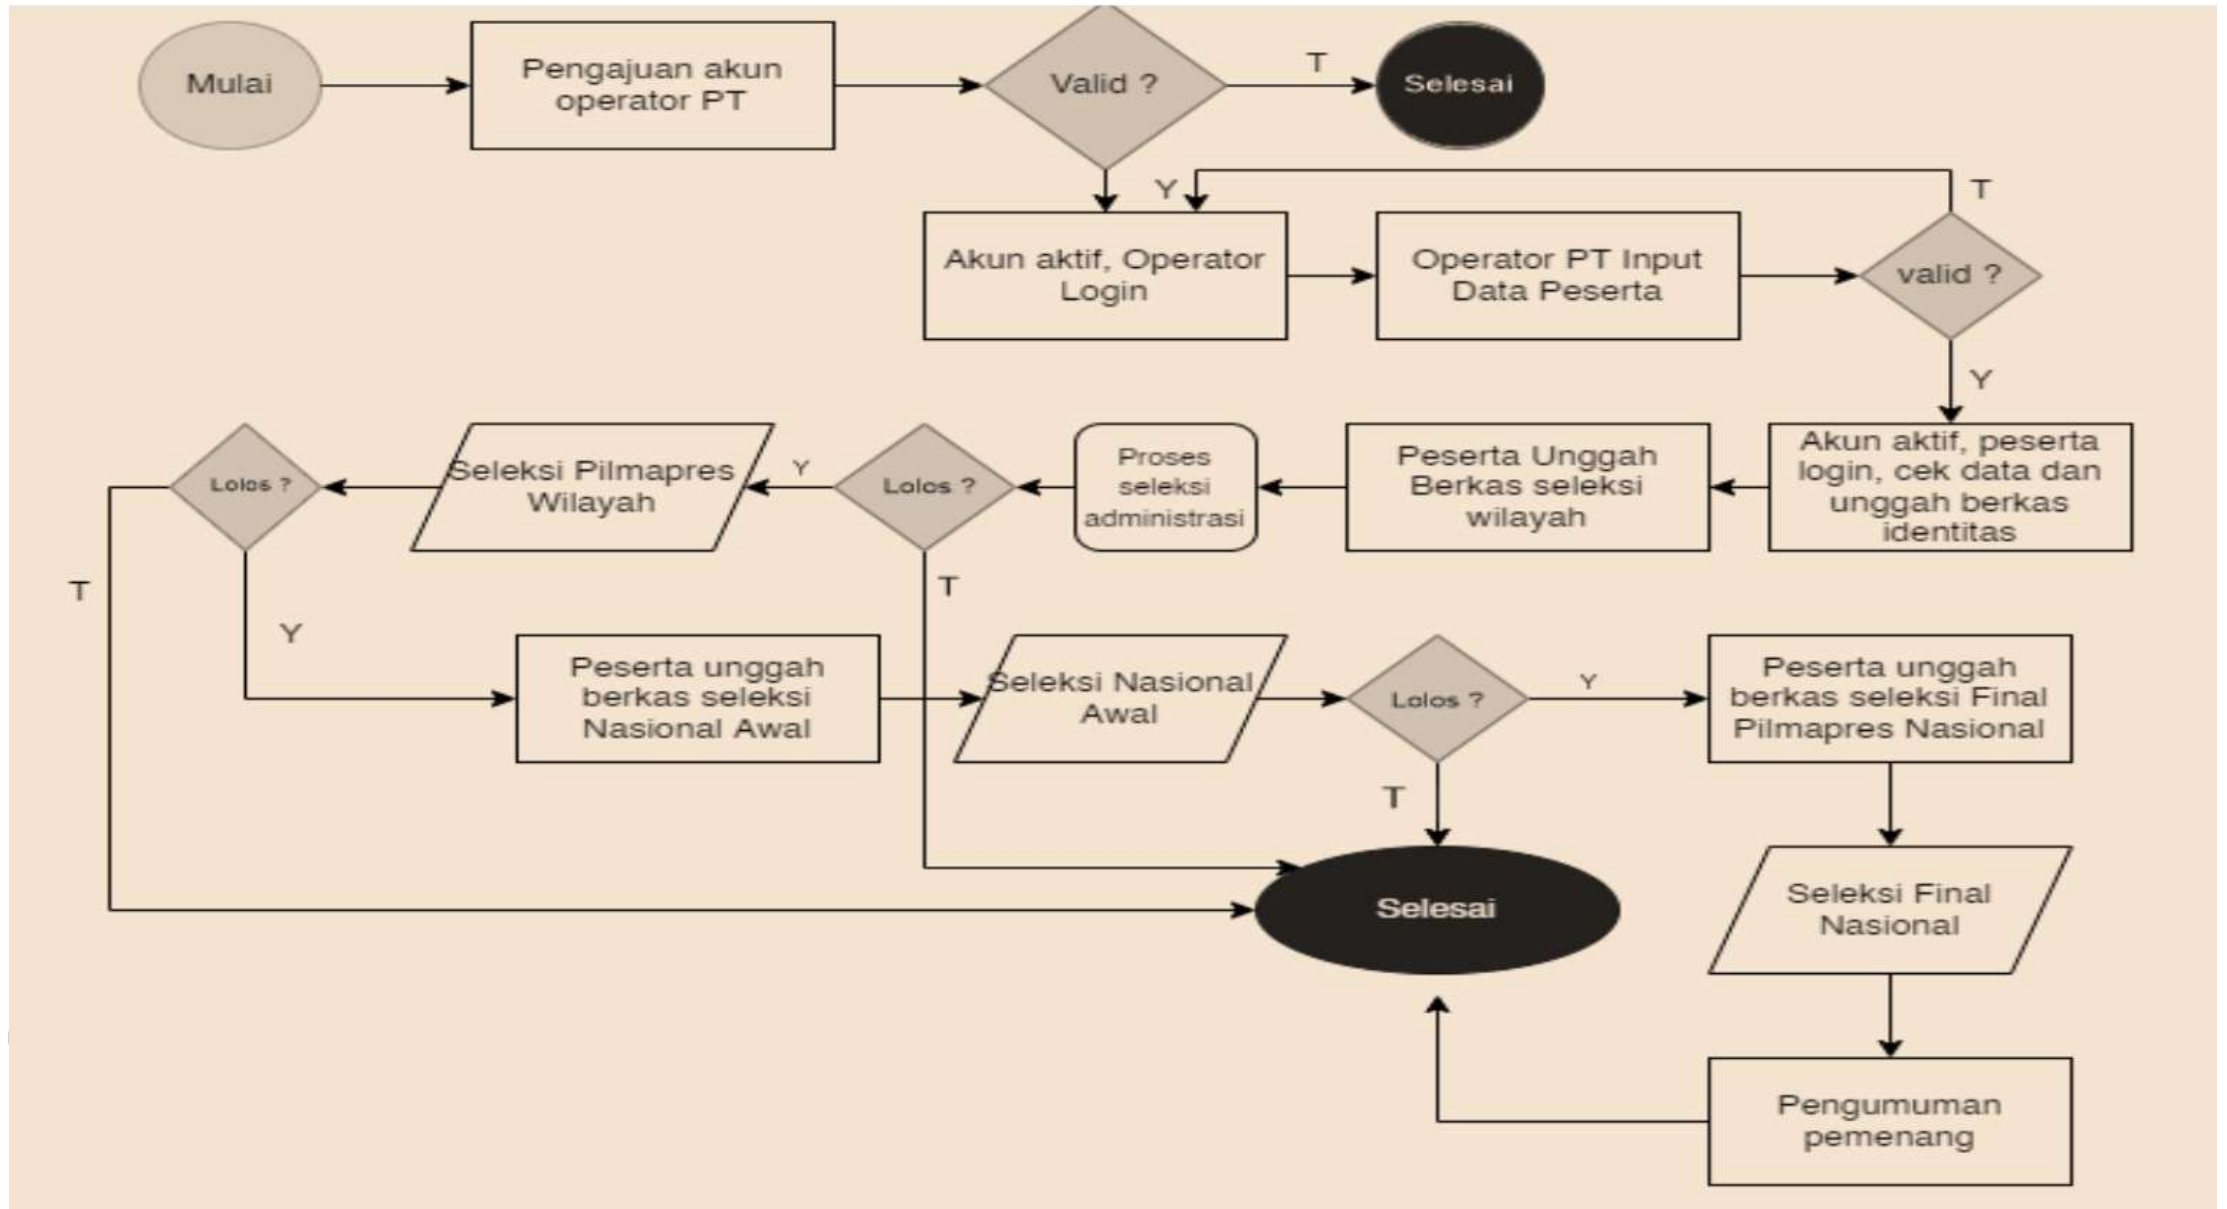 Mulai
Pengajuan akun
operator PT
Valid ?
T
Selesai
Y
T
Akun aktif, Operator
Login
Operator PT Input
Data Peserta
valid ?
Y
Akun aktif, peserta
login, cek data dan
unggah berkas
identitas
Peserta Unggah
Berkas seleksi
wilayah
Proses
seleksi
administrasi
Lolos ?
Y
T
Seleksi Pilmapres
Wilayah
Lolos ?
T
Y
Peserta unggah
berkas seleksi
Nasional Awal
Seleksi Nasional
Awal
Lolos ?
Y
T
Peserta unggah
berkas seleksi Final
Pilmapres Nasional
Seleksi Final
Nasional
Selesai
Pengumuman
pemenang